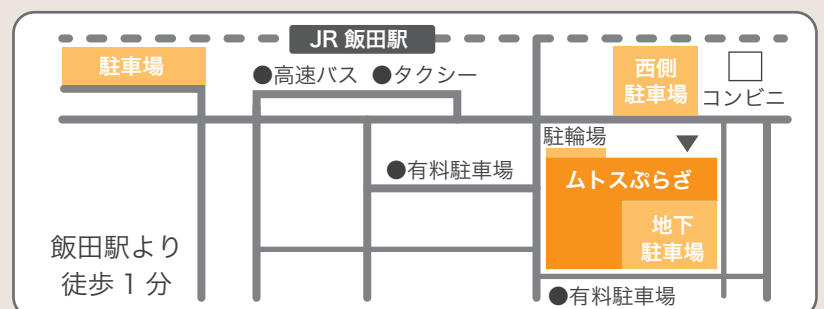 JR 飯田駅
駐車場
●高速バス ●タクシー
西側
駐車場
コンビニ
駐輪場
●有料駐車場
ムトスぷらざ
地下
駐車場
飯田駅より
徒歩 1 分
●有料駐車場